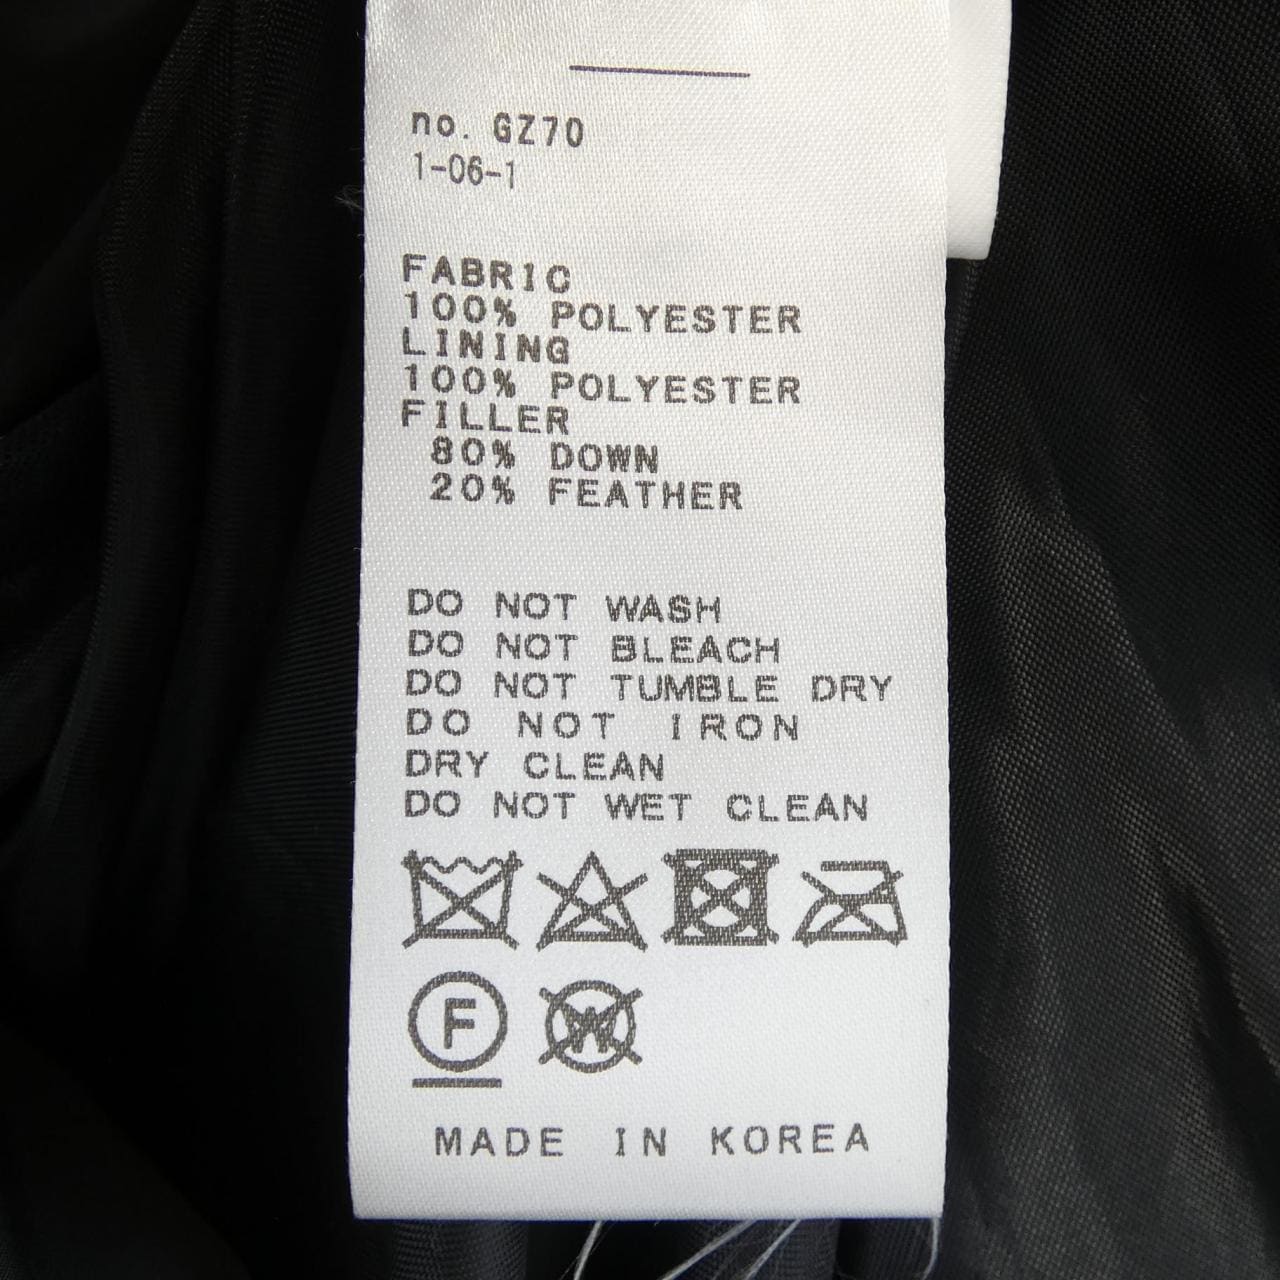 no. GZ70
1-06-1
FABRIC
100% POLYESTER
LINING
100% POLYESTER
FILLER
80% DOWN
20% FEATHER
DO NOT WASH
DO NOT BLEACH
DO NOT TUMBLE DRY
DO NOT IRON
DRY CLEAN
DO NOT WET CLEAN
F W
MADE IN KOREA